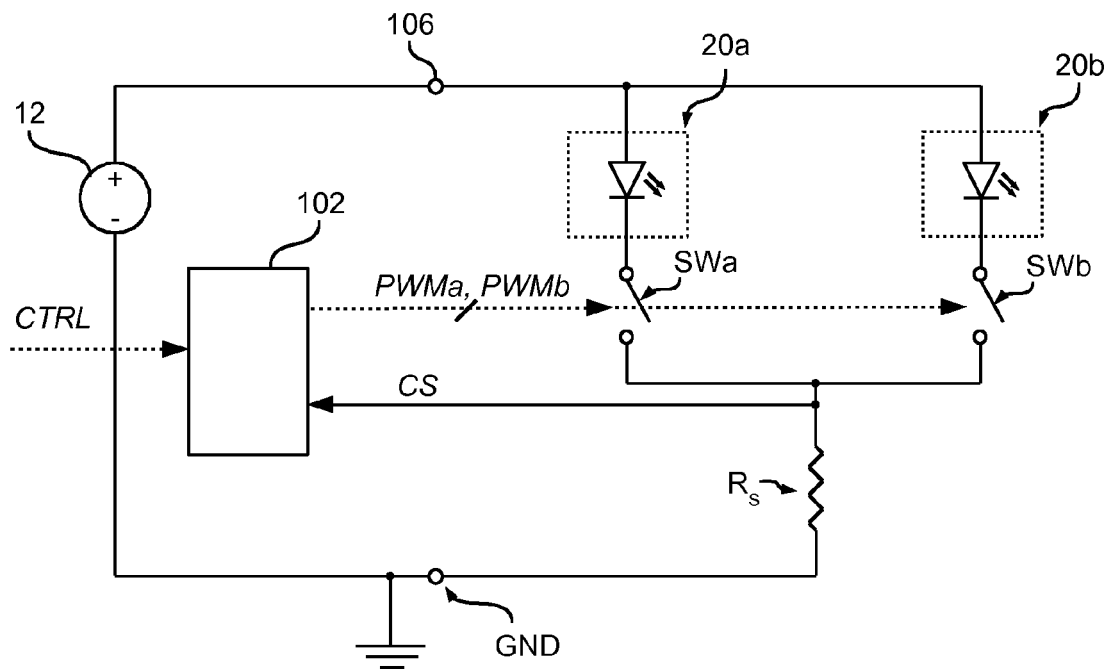 106
20a
20b
12
+
-
102
SWa
SWb
PWMa, PWMb
CTRL
CS
Rs
GND